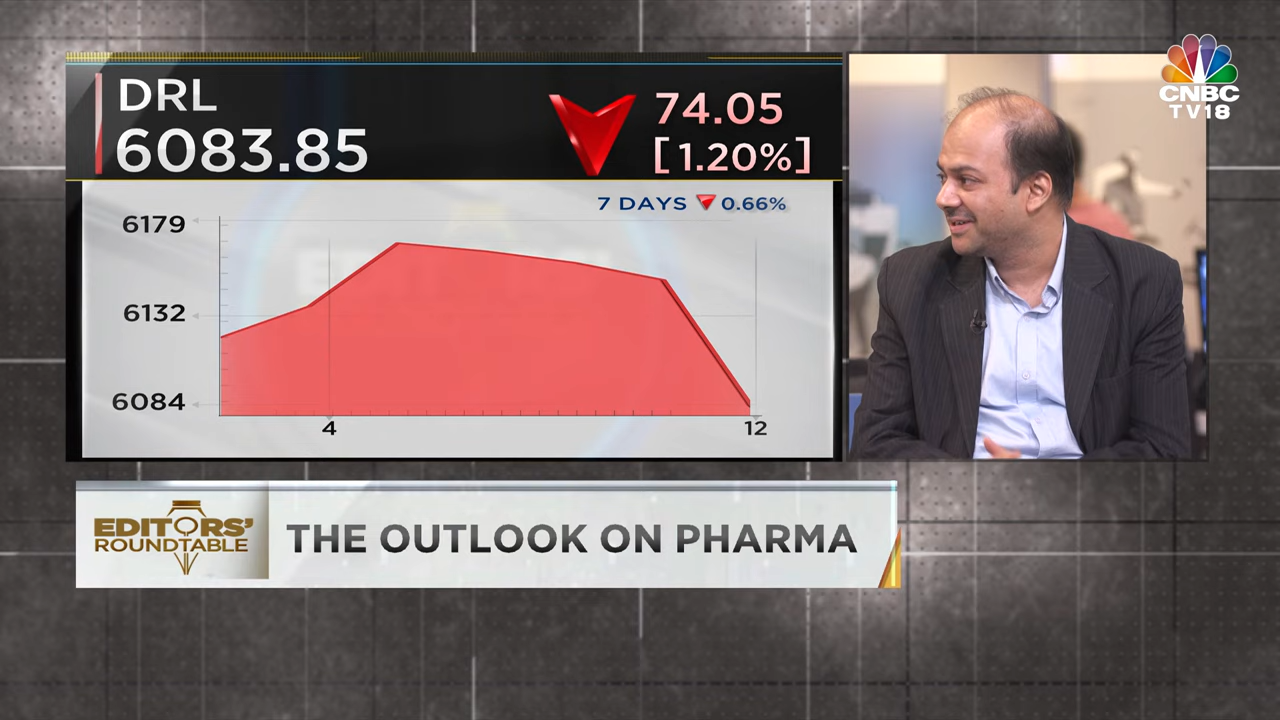 DRL
6083.85
74.05
[1.20%]
7 DAYS 0.66%
6179
6132
6084
4
12
CNBC
TV18
EDITORS'
ROUNDTABLE
THE OUTLOOK ON PHARMA